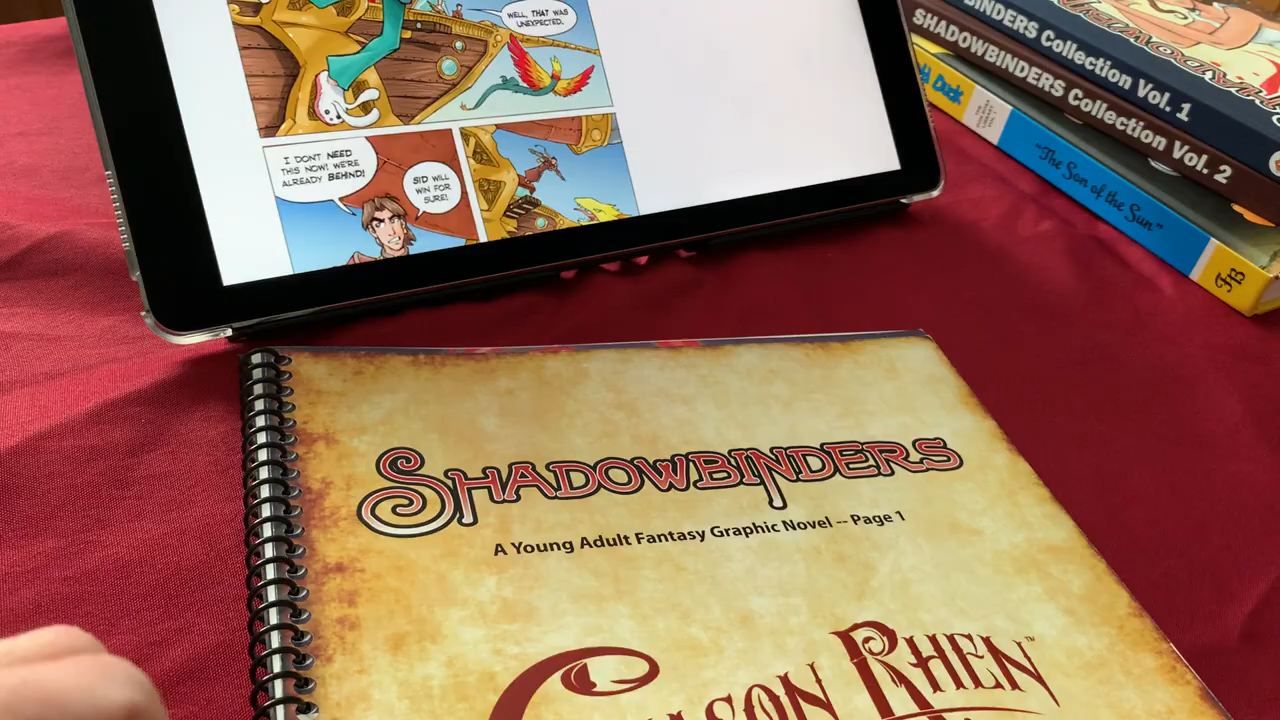 WELL, THAT WAS
UNEXPECTED.
I DON'T NEED
THIS NOW! WE'RE
ALREADY BEHIND!
SID WILL
WIN FOR
SURE!
BINDERS Collection Vol. 1
SHADOWBINDERS Collection Vol. 2
Duck
"The Son of the Sun"
SHADOWBINDERS
A Young Adult Fantasy Graphic Novel -- Page 1
RHEN™